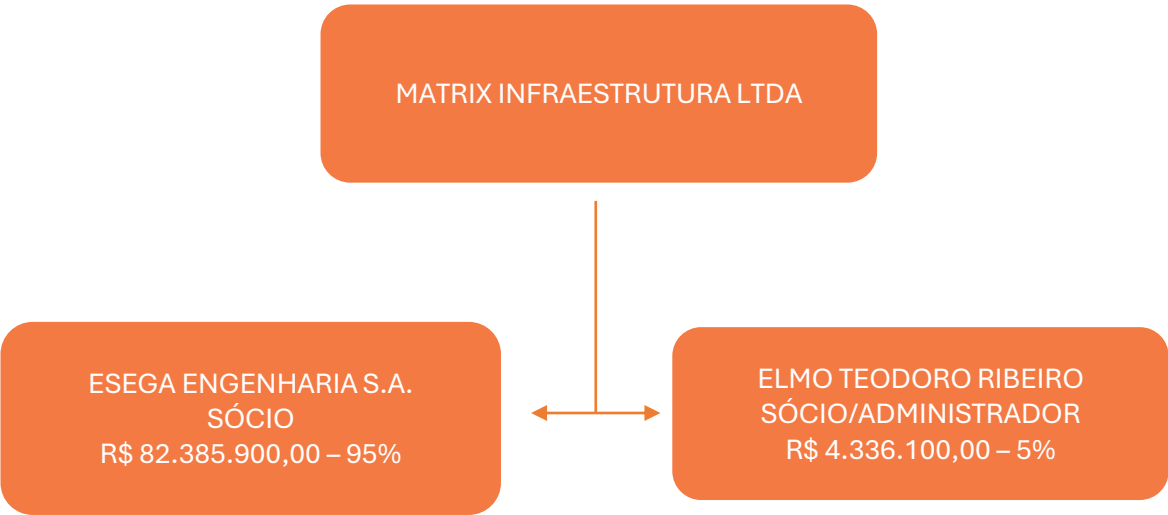 MATRIX INFRAESTRUTURA LTDA
ESEGA ENGENHARIA S.A.
SÓCIO
R$ 82.385.900,00 – 95%
ELMO TEODORO RIBEIRO
SÓCIO/ADMINISTRADOR
R$ 4.336.100,00 – 5%